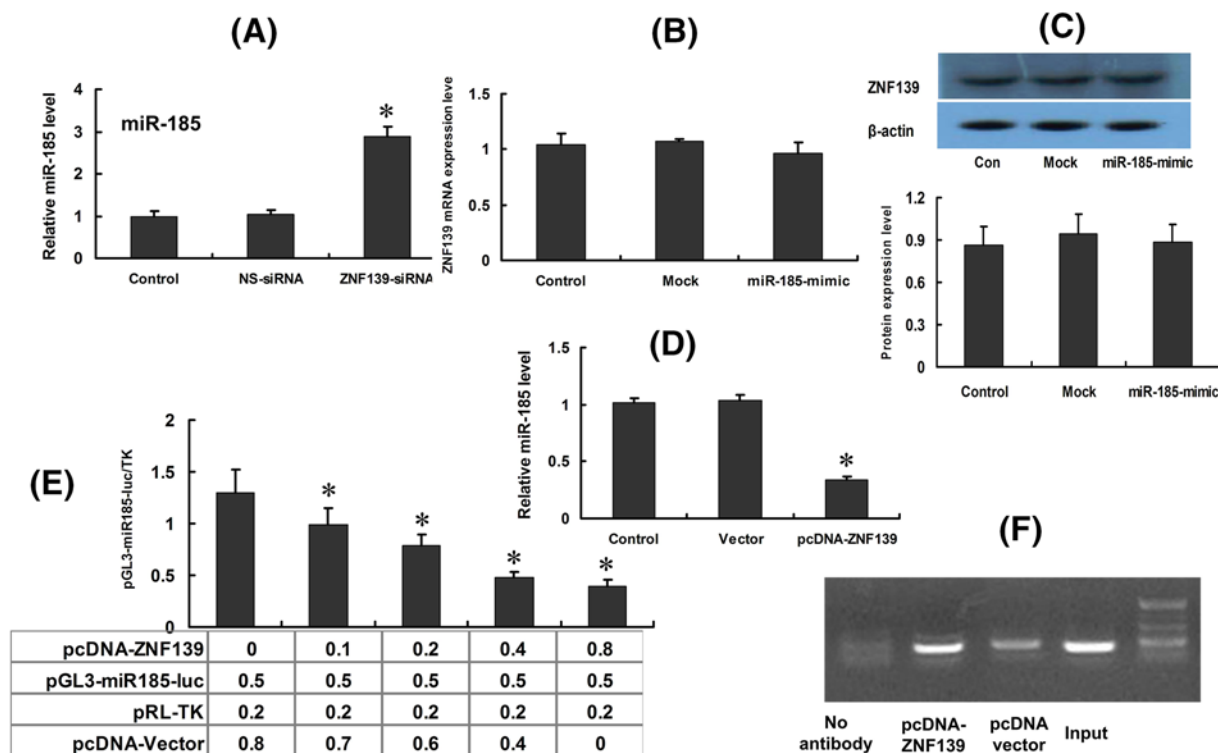 (A)
Relative miR-185 level
4
3
2
1
0
miR-185
*
Control NS-siRNA ZNF139-siRNA
(B)
ZNF139 mRNA expression leve
1.5
1
0.5
0
Control Mock miR-185-mimic
(C)
ZNF139
β-actin
Con Mock miR-185-mimic
Protein expression level
1.2
0.9
0.6
0.3
0
Control Mock miR-185-mimic
(D)
Relative miR-185 level
1.5
1
0.5
0
*
Control Vector pcDNA-ZNF139
(E)
pGL3-miR185-luc/TK
2
1.5
1
0.5
0
* * * *
pcDNA-ZNF139 0 0.1 0.2 0.4 0.8
pGL3-miR185-luc 0.5 0.5 0.5 0.5 0.5
pRL-TK 0.2 0.2 0.2 0.2 0.2
pcDNA-Vector 0.8 0.7 0.6 0.4 0
(F)
No antibody
pcDNA-ZNF139
pcDNA vector
Input